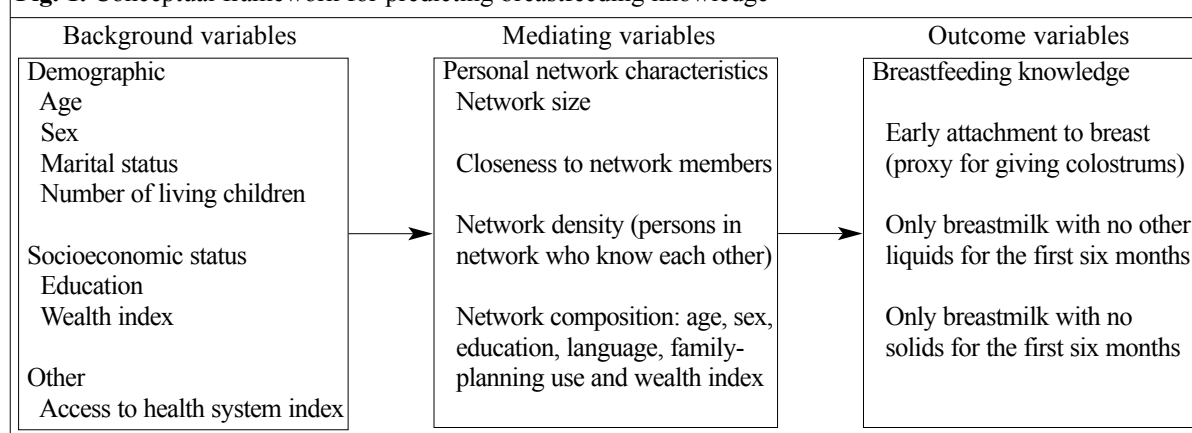 Fig. 1. Conceptual framework for predicting breastfeeding knowledge
Background variables
Demographic
Age
Sex
Marital status
Number of living children
Socioeconomic status
Education
Wealth index
Other
Access to health system index
Mediating variables
Personal network characteristics
Network size
Closeness to network members
Network density (persons in
network who know each other)
Network composition: age, sex,
education, language, family-
planning use and wealth index
Outcome variables
Breastfeeding knowledge
Early attachment to breast
(proxy for giving colostrums)
Only breastmilk with no other
liquids for the first six months
Only breastmilk with no
solids for the first six months